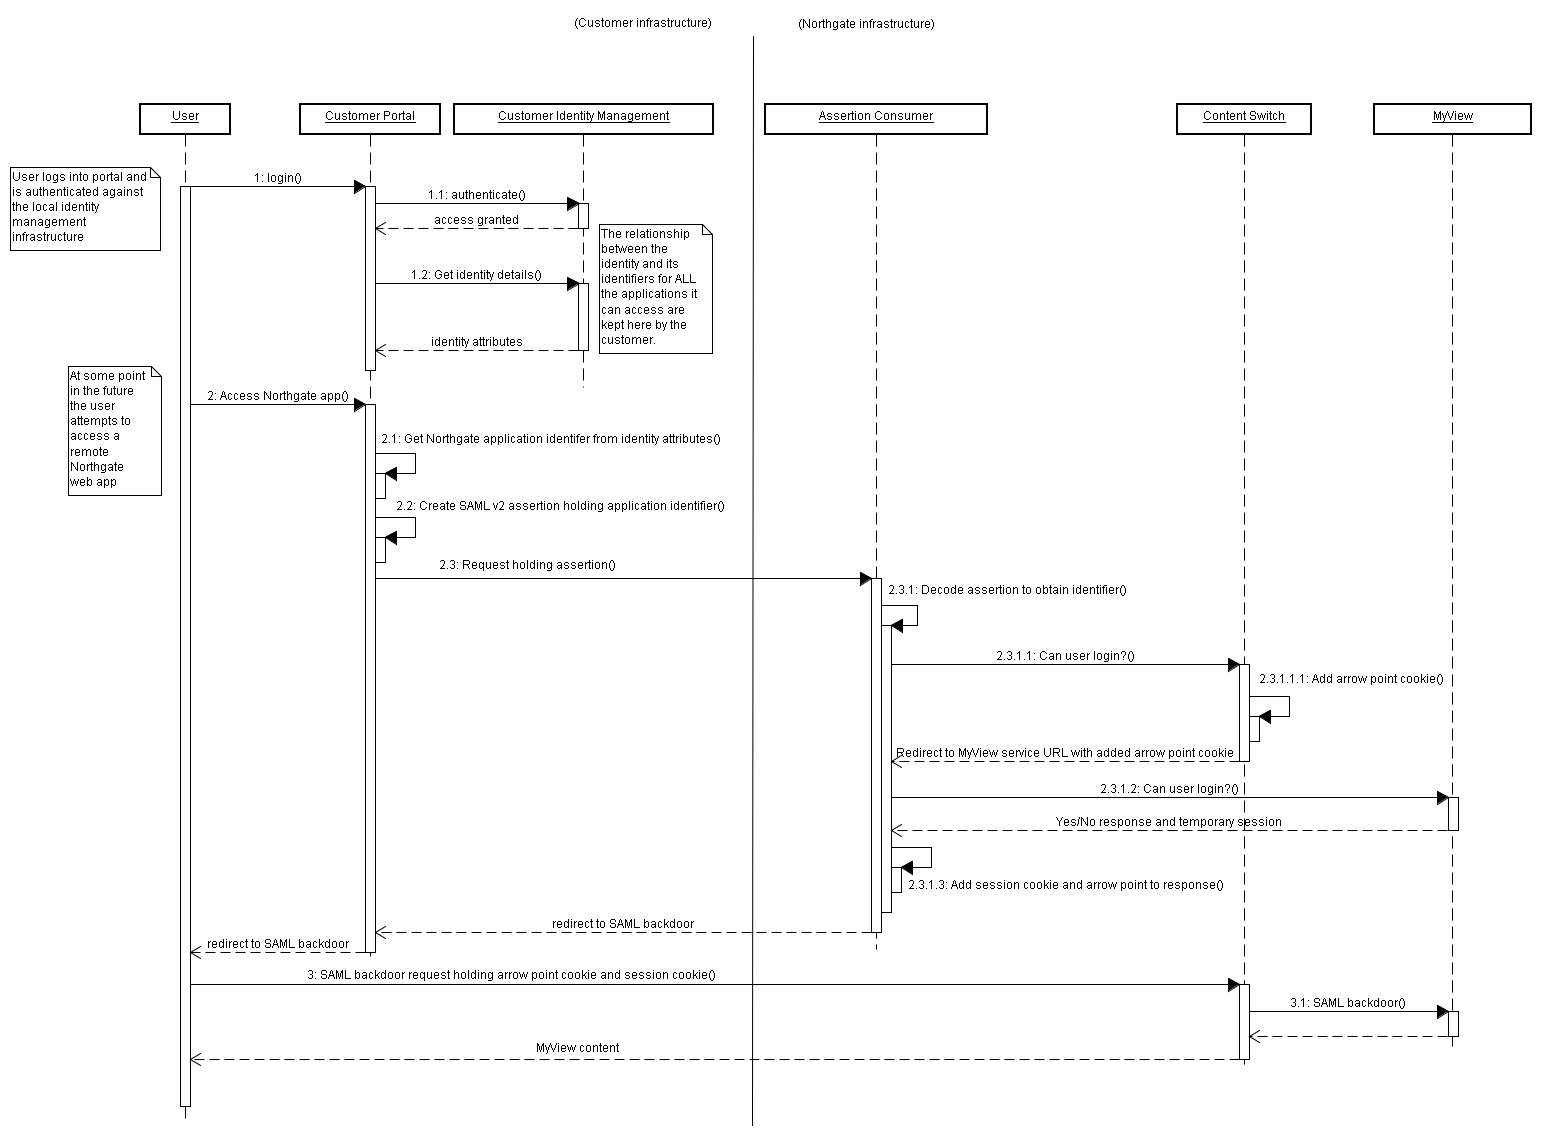 (Customer infrastructure)
(Northgate infrastructure)
User
Customer Portal
Customer Identity Management
Assertion Consumer
Content Switch
MyView
User logs into portal and
is authenticated against
the local identity
management
infrastructure
1: login()
1.1: authenticate()
access granted
The relationship
between the
identity and its
identifiers for ALL
the applications it
can access are
kept here by the
customer.
1.2: Get identity details()
identity attributes
At some point
in the future
the user
attempts to
access a
remote
Northgate
web app
2: Access Northgate app()
2.1: Get Northgate application identifer from identity attributes()
2.2: Create SAML v2 assertion holding application identifier()
2.3: Request holding assertion()
2.3.1: Decode assertion to obtain identifier()
2.3.1.1: Can user login?()
2.3.1.1.1: Add arrow point cookie()
Redirect to MyView service URL with added arrow point cookie
2.3.1.2: Can user login?()
Yes/No response and temporary session
2.3.1.3: Add session cookie and arrow point to response()
redirect to SAML backdoor
redirect to SAML backdoor
3: SAML backdoor request holding arrow point cookie and session cookie()
3.1: SAML backdoor()
MyView content